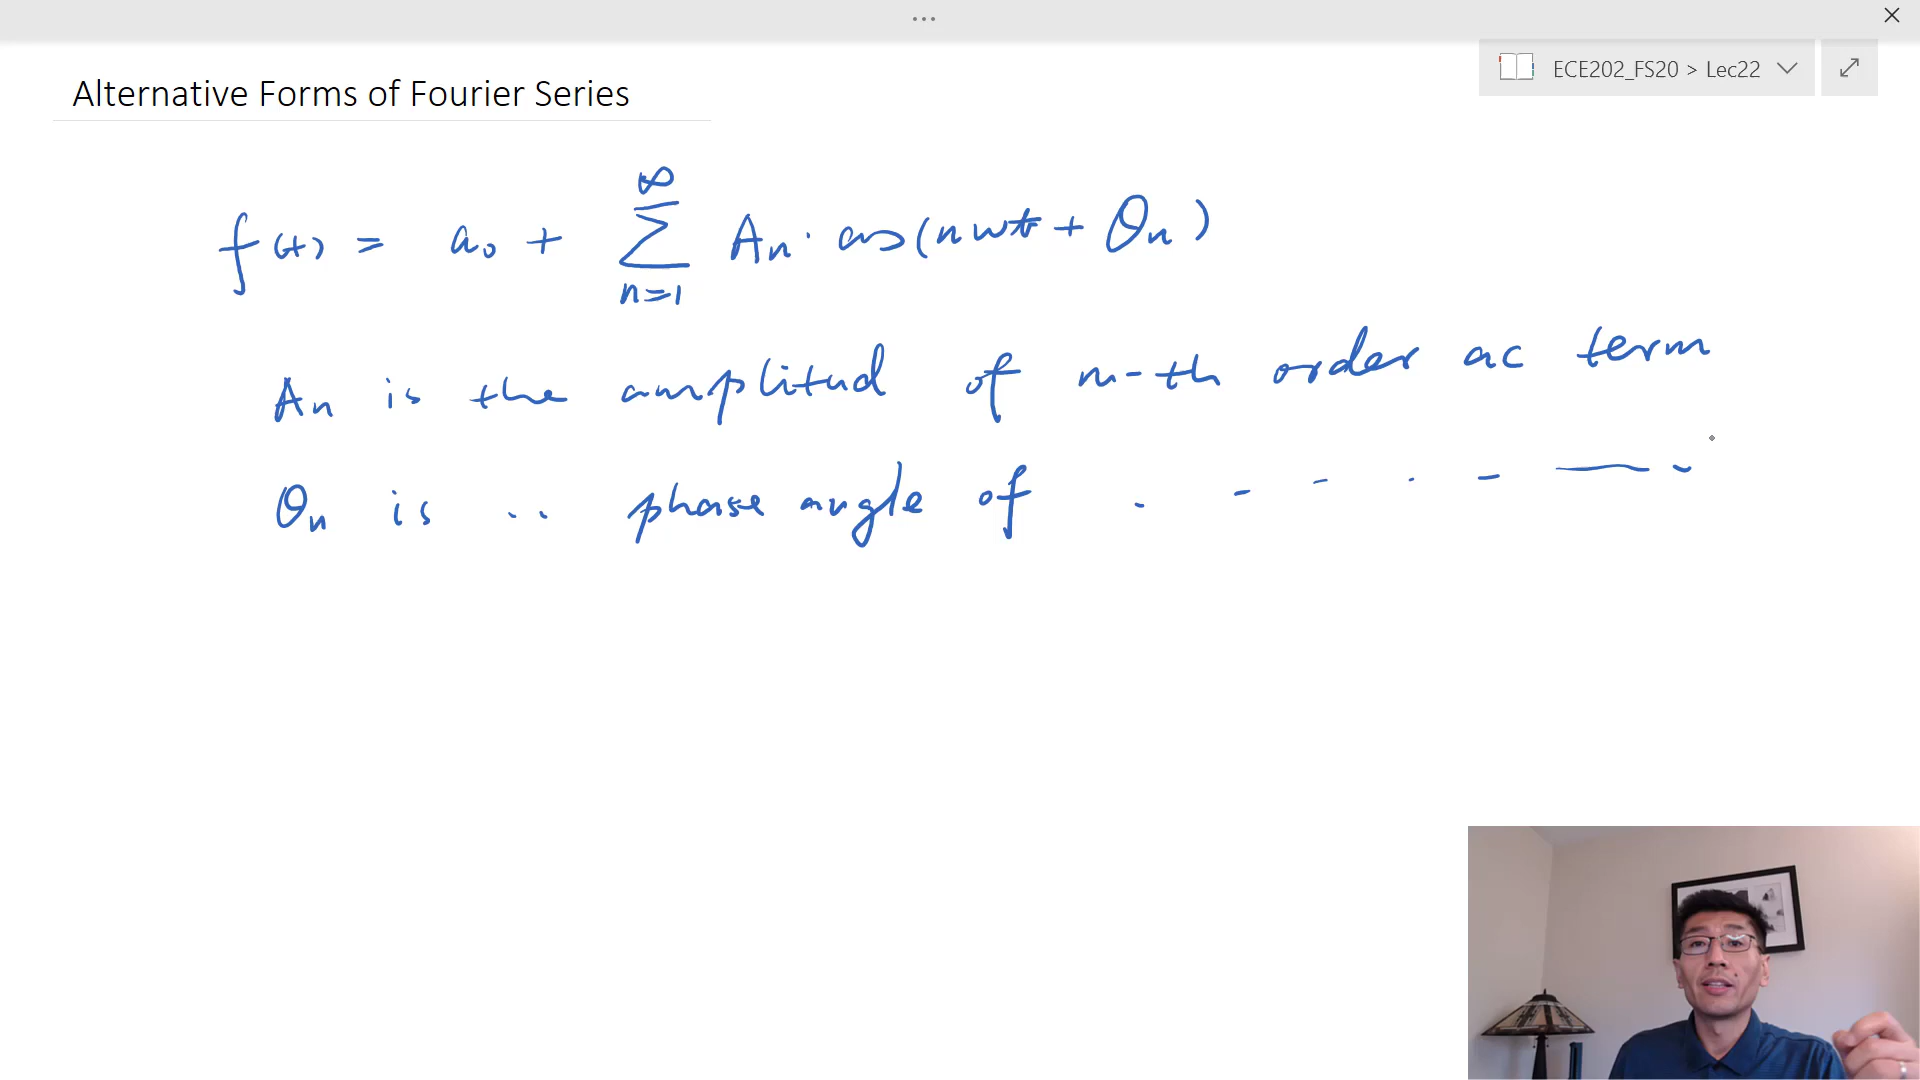 ...
ECE202_FS20 > Lec22
Alternative Forms of Fourier Series
f(t) = a₀ + ∑_{n=1}^{∞} Aₙ · cos(nωt + θₙ)
Aₙ is the amplitud of n-th order ac term
θₙ is .. phase angle of . - - . - — -